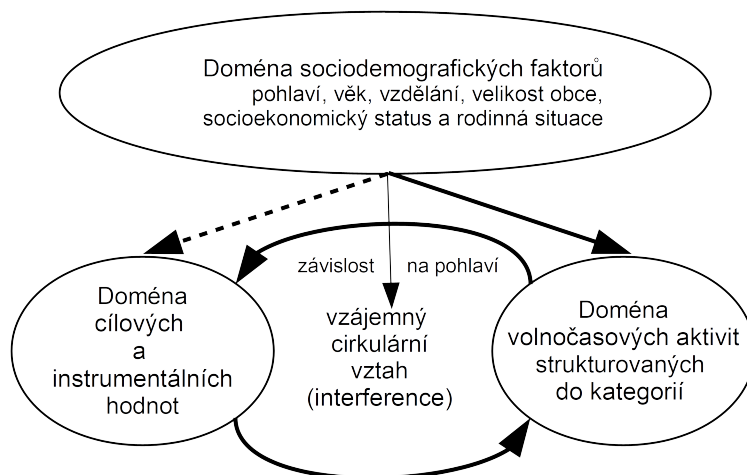 Doména sociodemografických faktorů
pohlaví, věk, vzdělání, velikost obce,
socioekonomický status a rodinná situace
závislost na pohlaví
Doména
cílových
a
instrumentálních
hodnot
vzájemný
cirkulární
vztah
(interference)
Doména
volnočasových aktivit
strukturovaných
do kategorií